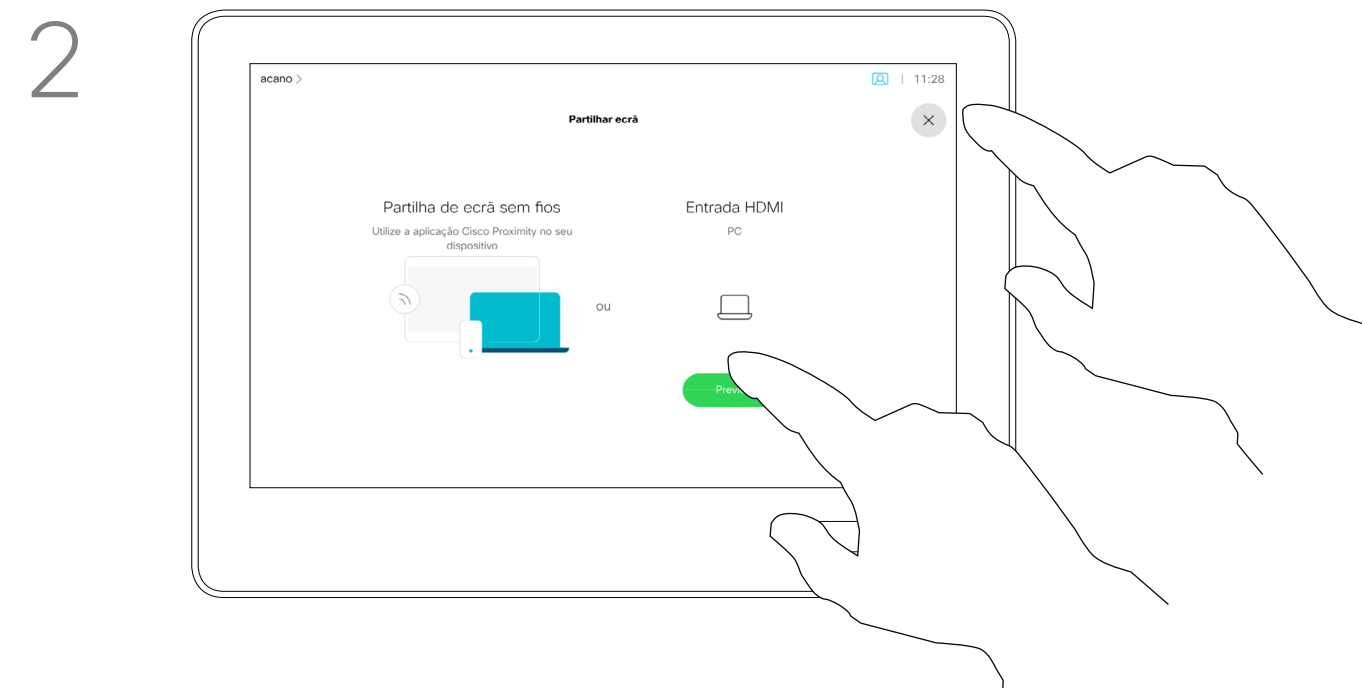 2
acano >
| 11:28
Partilhar ecrã
Partilha de ecrã sem fios
Utilize a aplicação Cisco Proximity no seu
dispositivo
ou
Entrada HDMI
PC